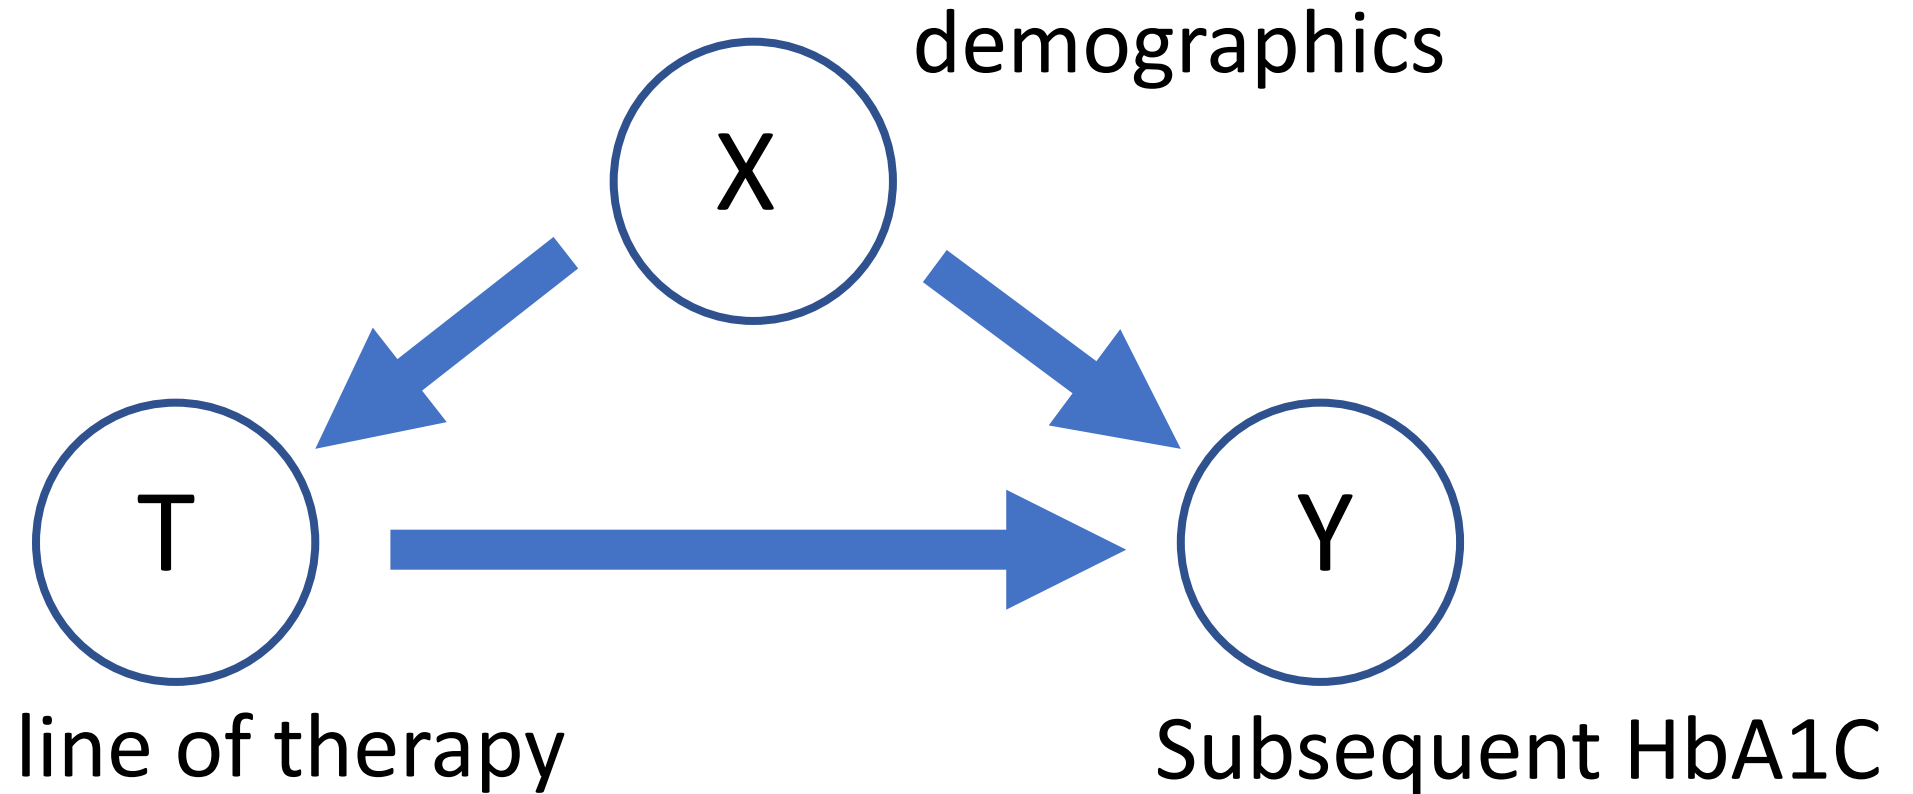 demographics
X
T
Y
line of therapy
Subsequent HbA1C